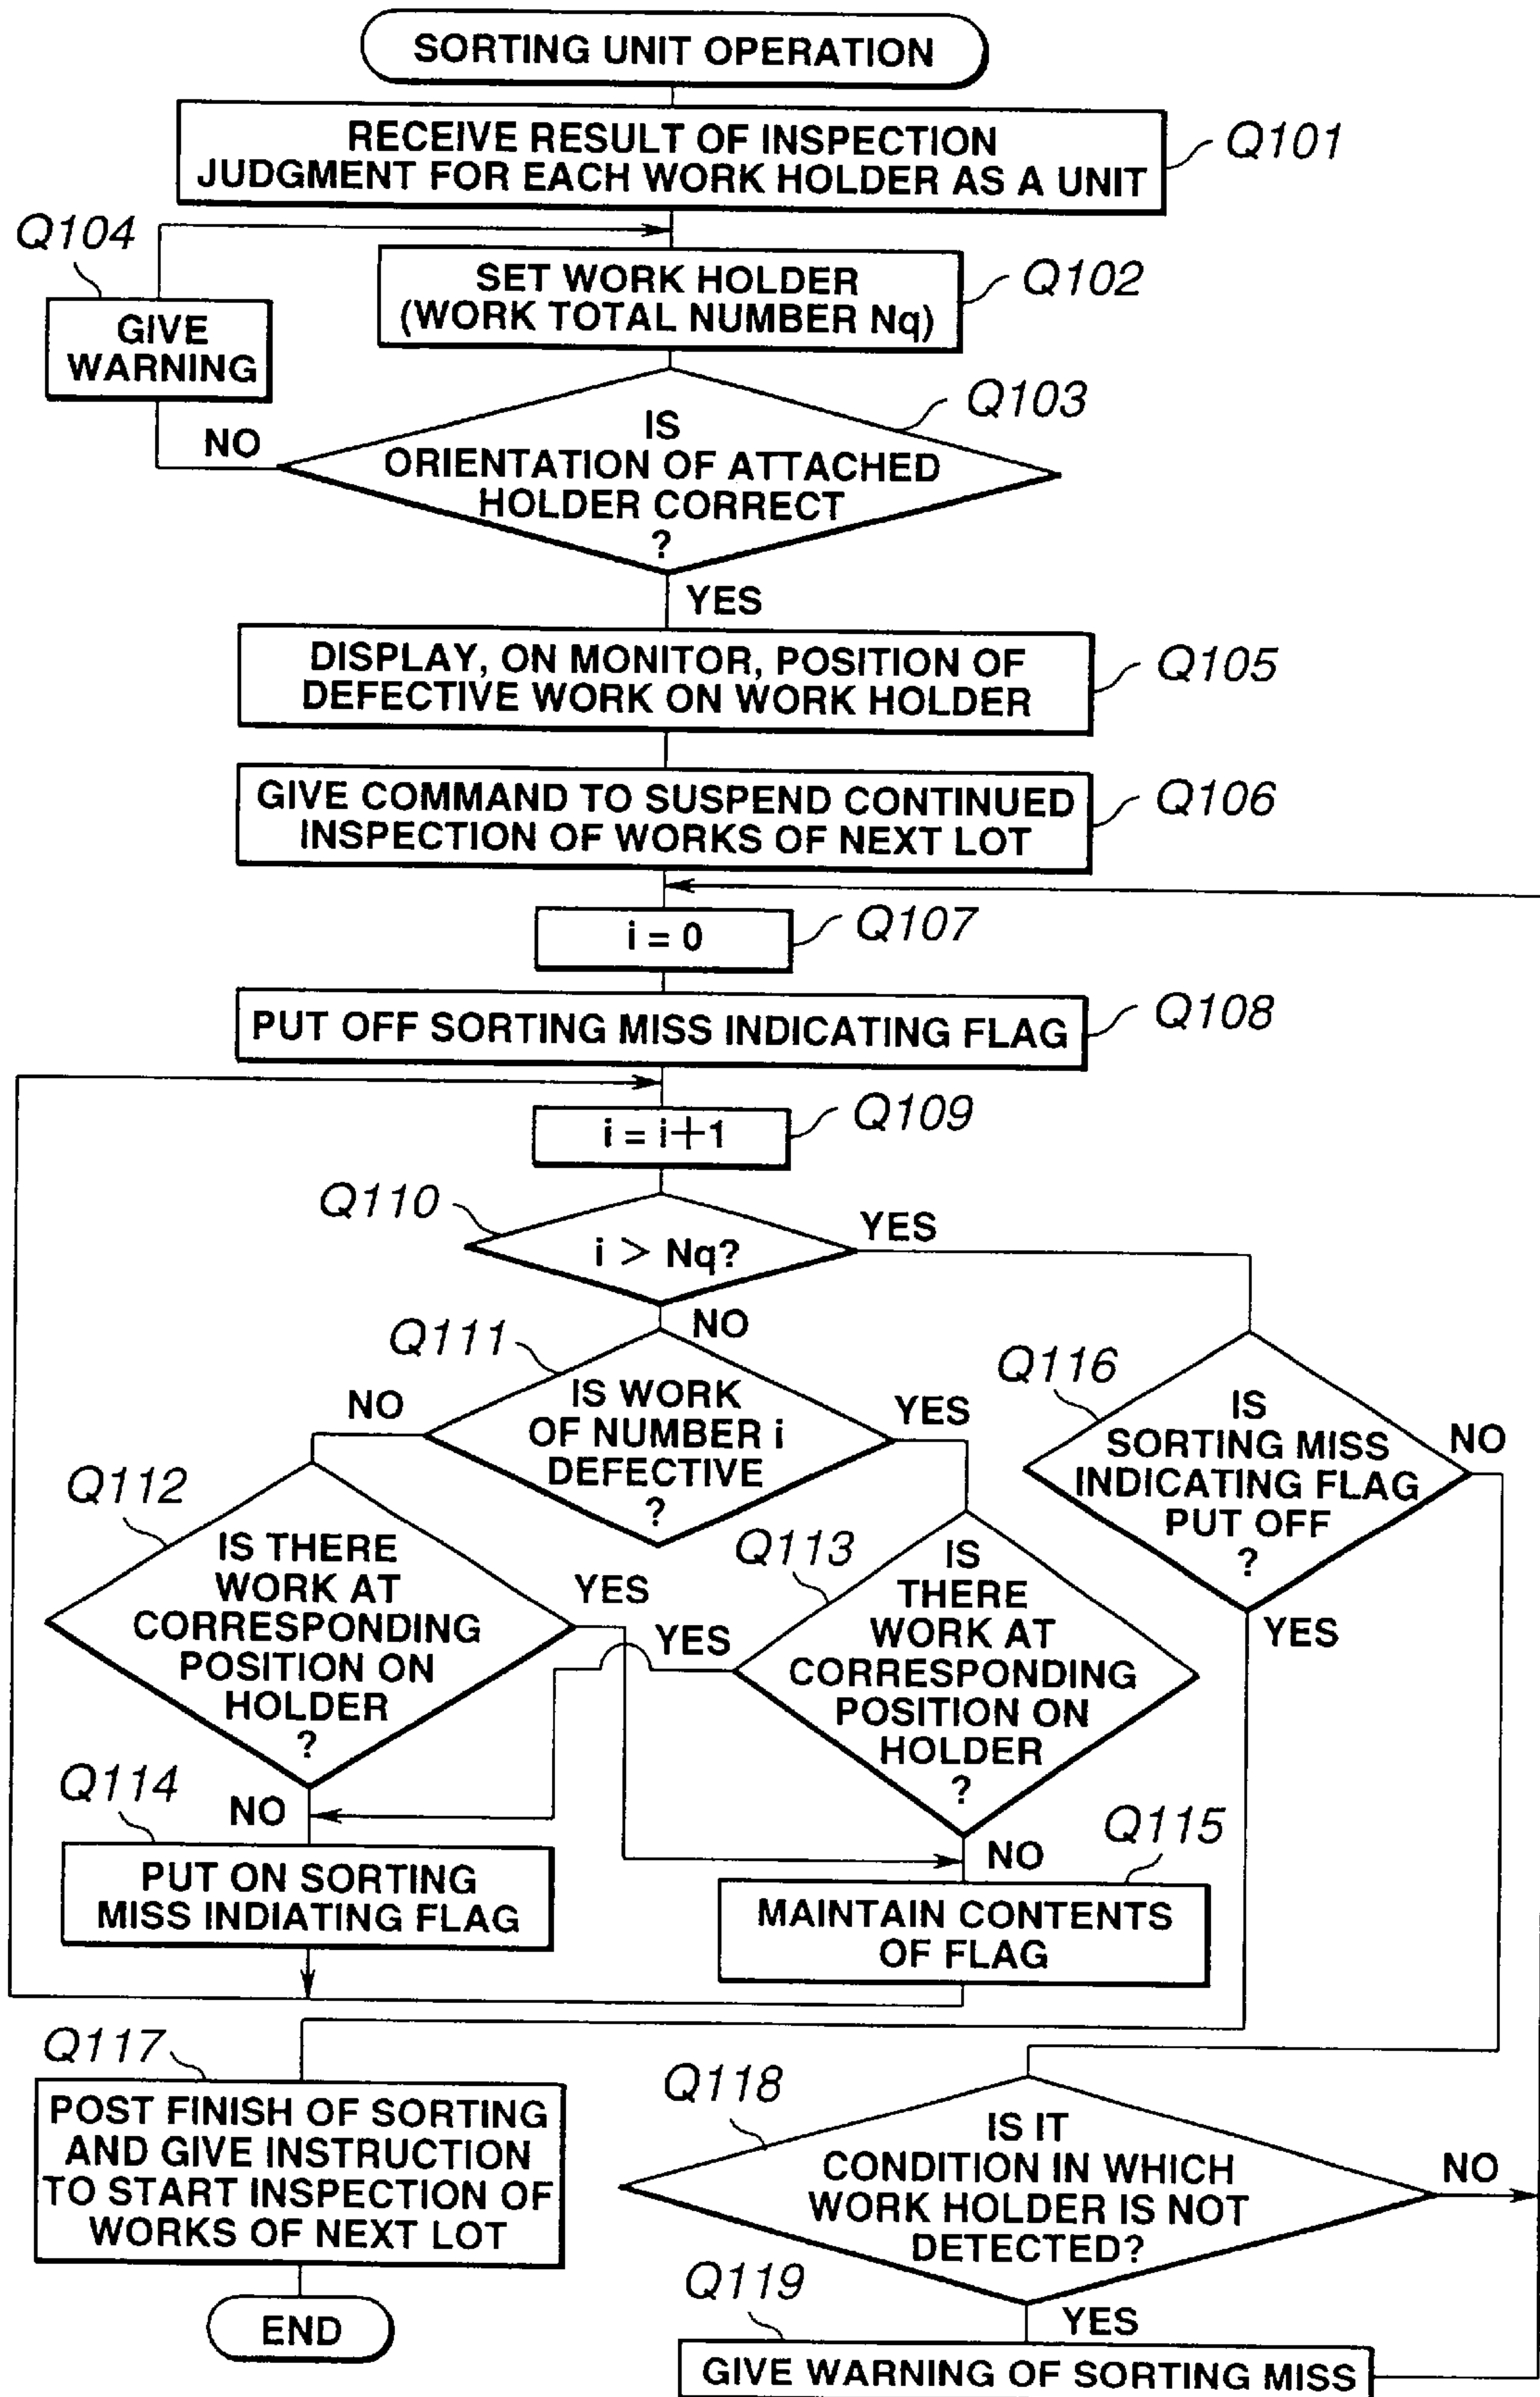 SORTING UNIT OPERATION
RECEIVE RESULT OF INSPECTION
JUDGMENT FOR EACH WORK HOLDER AS A UNIT
Q101
Q104
SET WORK HOLDER
(WORK TOTAL NUMBER Nq)
Q102
GIVE
WARNING
Q103
NO
IS
ORIENTATION OF ATTACHED
HOLDER CORRECT
?
YES
DISPLAY, ON MONITOR, POSITION OF
DEFECTIVE WORK ON WORK HOLDER
Q105
GIVE COMMAND TO SUSPEND CONTINUED
INSPECTION OF WORKS OF NEXT LOT
Q106
i = 0
Q107
PUT OFF SORTING MISS INDICATING FLAG
Q108
i = i+1
Q109
Q110
i > Nq?
YES
NO
Q111
IS WORK
OF NUMBER i
DEFECTIVE
?
NO
YES
Q116
IS
SORTING MISS
INDICATING FLAG
PUT OFF
?
NO
YES
Q112
IS THERE
WORK AT
CORRESPONDING
POSITION ON
HOLDER
?
YES
NO
Q113
IS
THERE
WORK AT
CORRESPONDING
POSITION ON
HOLDER
?
YES
NO
Q114
PUT ON SORTING
MISS INDIATING FLAG
Q115
MAINTAIN CONTENTS
OF FLAG
Q117
POST FINISH OF SORTING
AND GIVE INSTRUCTION
TO START INSPECTION OF
WORKS OF NEXT LOT
END
Q118
IS IT
CONDITION IN WHICH
WORK HOLDER IS NOT
DETECTED?
NO
YES
Q119
GIVE WARNING OF SORTING MISS